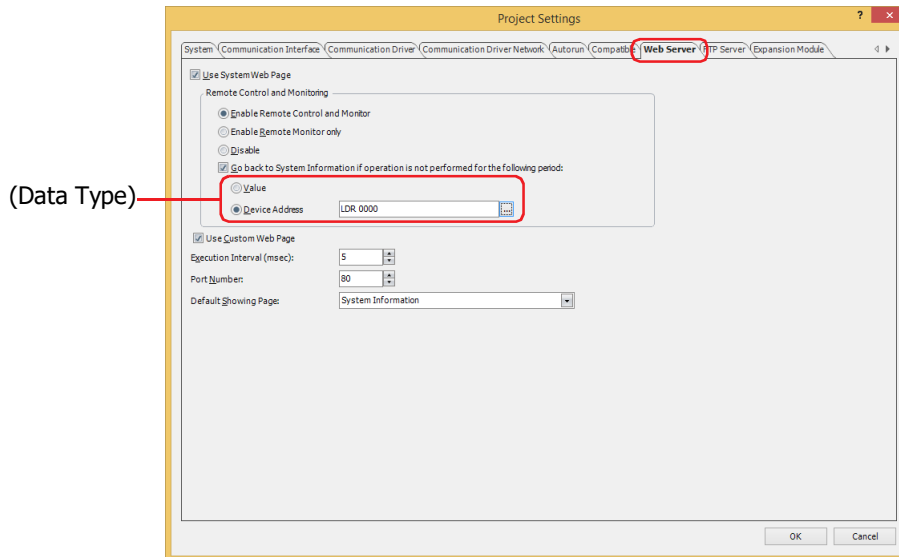 Project Settings
? ×
System Communication Interface Communication Driver Communication Driver Network Autorun Compatible Web Server FTP Server Expansion Module
Use System Web Page
Remote Control and Monitoring
Enable Remote Control and Monitor
Enable Remote Monitor only
Disable
Go back to System Information if operation is not performed for the following period:
Value
(Data Type)
Device Address LDR 0000 ...
Use Custom Web Page
Execution Interval (msec): 5
Port Number: 80
Default Showing Page: System Information
OK Cancel